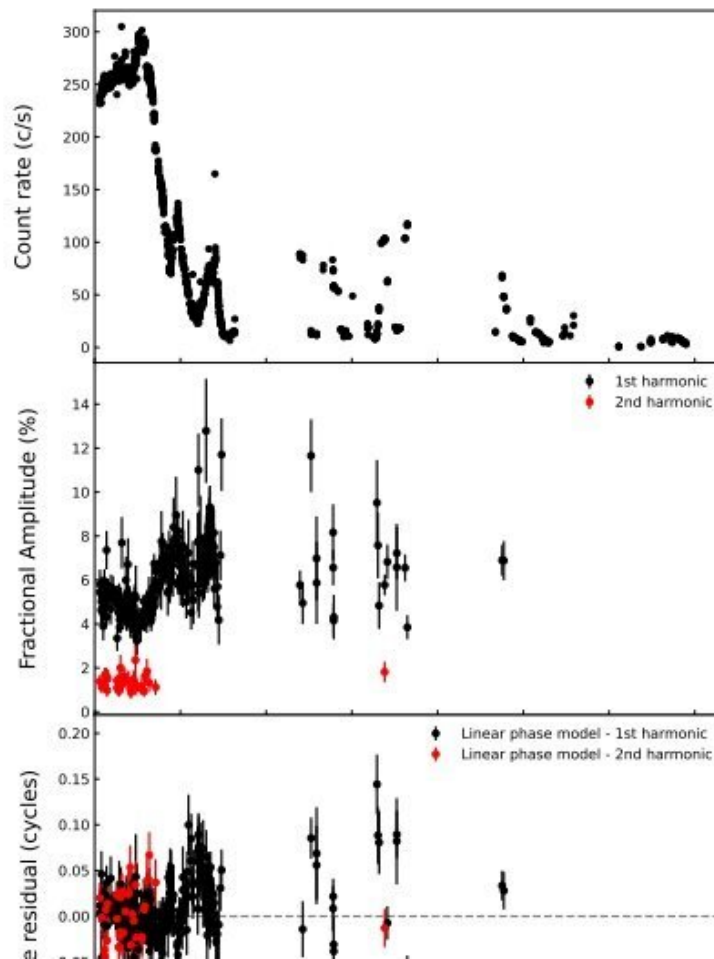 300
250
200
150
100
50
0
Count rate (c/s)
1st harmonic
2nd harmonic
14
12
10
8
6
4
2
0
Fractional Amplitude (%)
Linear phase model - 1st harmonic
Linear phase model - 2nd harmonic
0.20
0.15
0.10
0.05
0.00
residual (cycles)